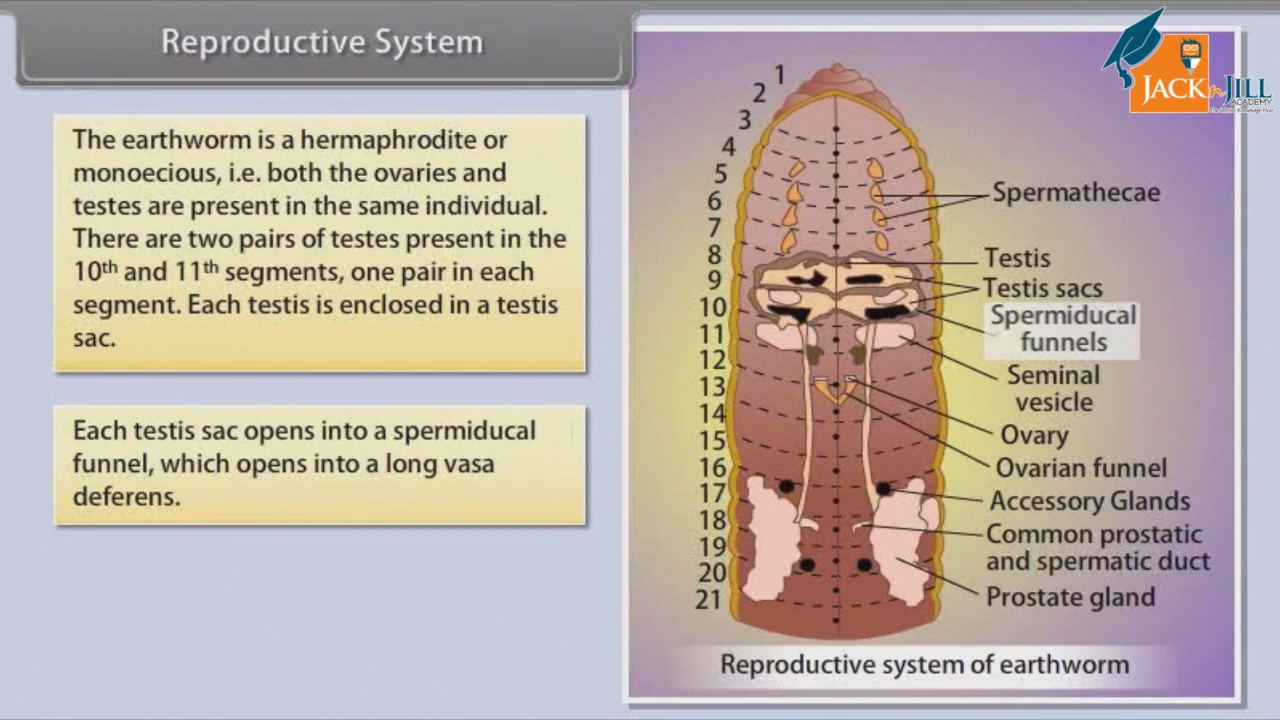 Reproductive System
The earthworm is a hermaphrodite or
monoecious, i.e. both the ovaries and
testes are present in the same individual.
There are two pairs of testes present in the
10th and 11th segments, one pair in each
segment. Each testis is enclosed in a testis
sac.
Each testis sac opens into a spermiducal
funnel, which opens into a long vasa
deferens.
JACK n JILL
ACADEMY
1
2
3
4
5
6
7
8
9
10
11
12
13
14
15
16
17
18
19
20
21
Spermathecae
Testis
Testis sacs
Spermiducal
funnels
Seminal
vesicle
Ovary
Ovarian funnel
Accessory Glands
Common prostatic
and spermatic duct
Prostate gland
Reproductive system of earthworm